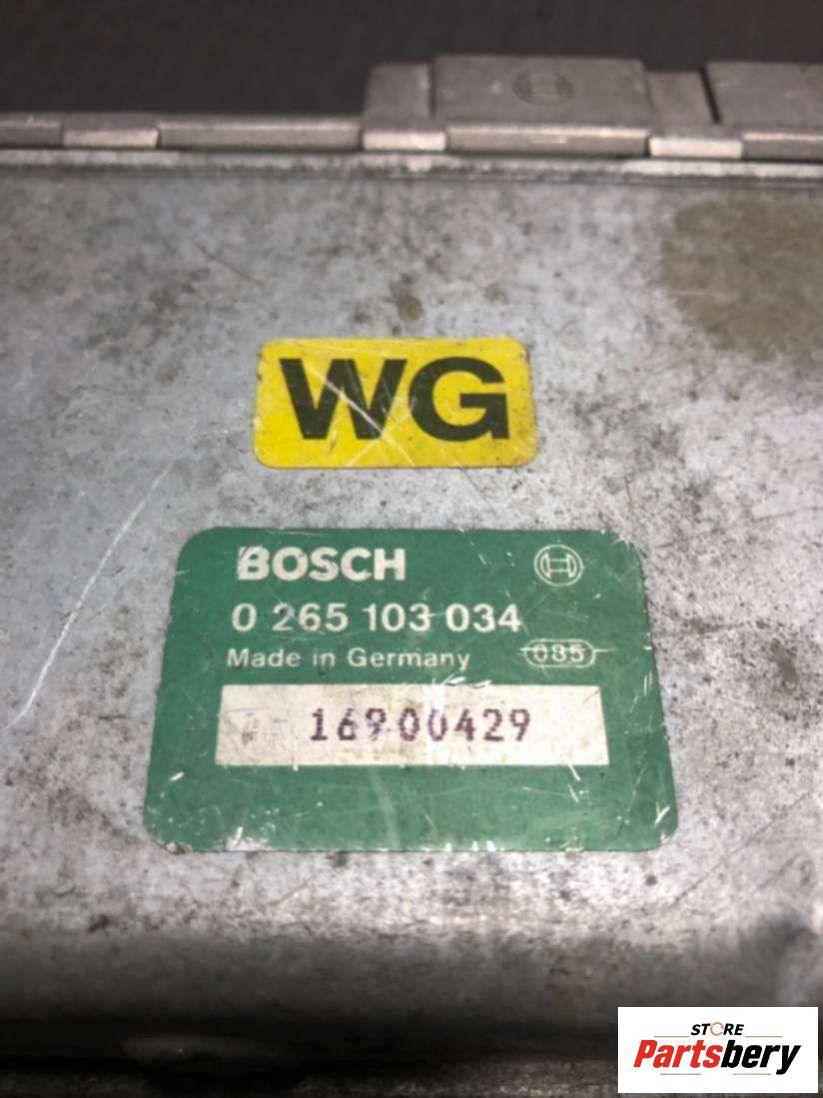 WG
BOSCH
0 265 103 034
Made in Germany 085
16900429
STORE
Partsbery